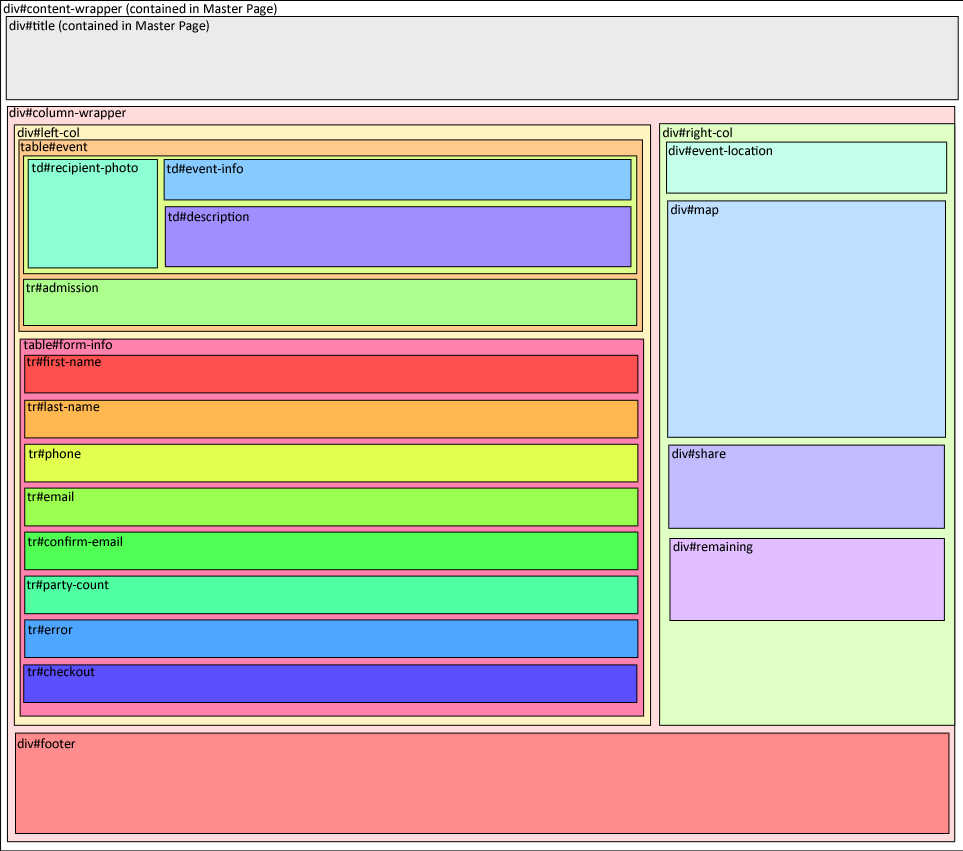 div#content-wrapper (contained in Master Page)
div#title (contained in Master Page)
div#column-wrapper
div#left-col
table#event
td#recipient-photo
td#event-info
td#description
tr#admission
table#form-info
tr#first-name
tr#last-name
tr#phone
tr#email
tr#confirm-email
tr#party-count
tr#error
tr#checkout
div#right-col
div#event-location
div#map
div#share
div#remaining
div#footer